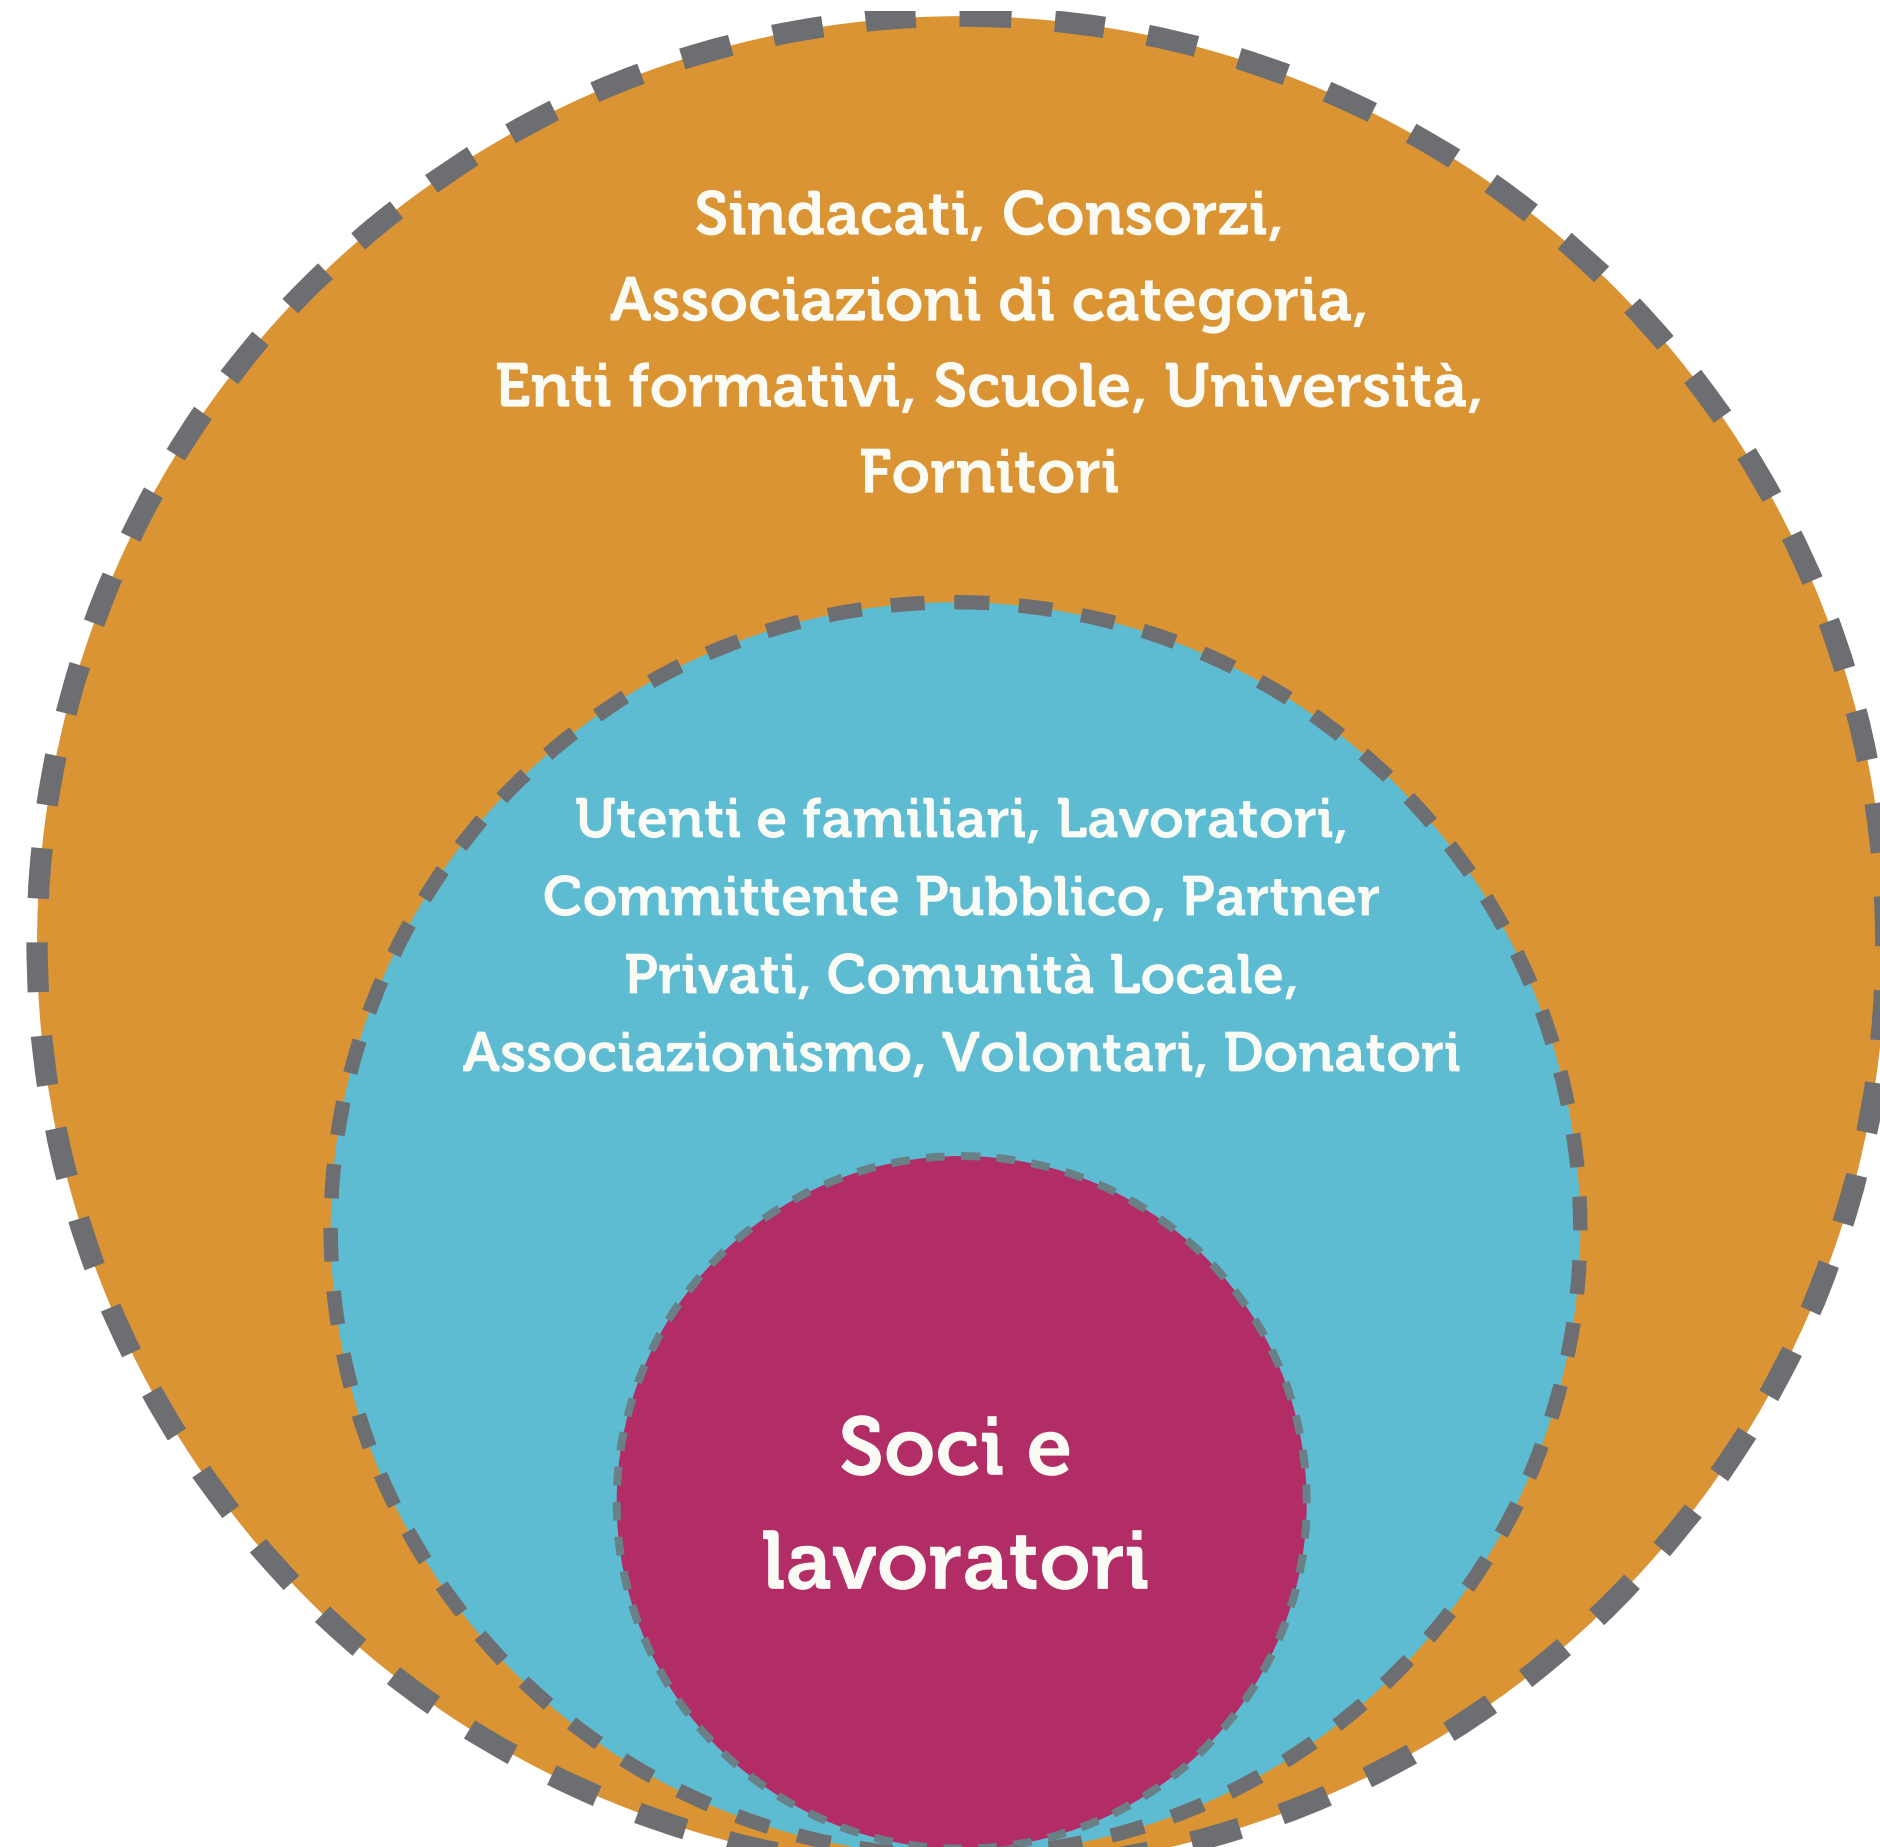 Sindacati, Consorzi,
Associazioni di categoria,
Enti formativi, Scuole, Università,
Fornitori
Utenti e familiari, Lavoratori,
Committente Pubblico, Partner
Privati, Comunità Locale,
Associazionismo, Volontari, Donatori
Soci e
lavoratori